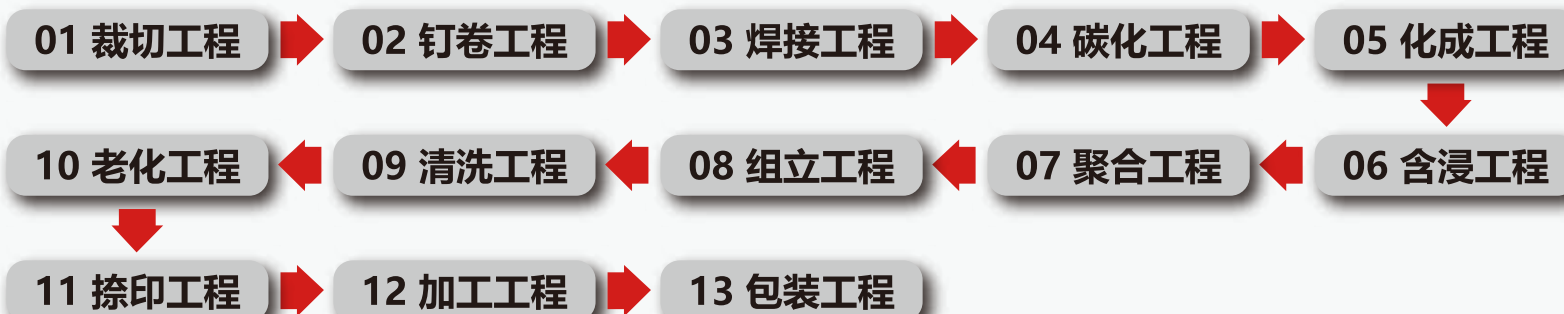 01 裁切工程
02 钉卷工程
03 焊接工程
04 碳化工程
05 化成工程
06 含浸工程
07 聚合工程
08 组立工程
09 清洗工程
10 老化工程
11 捺印工程
12 加工工程
13 包装工程